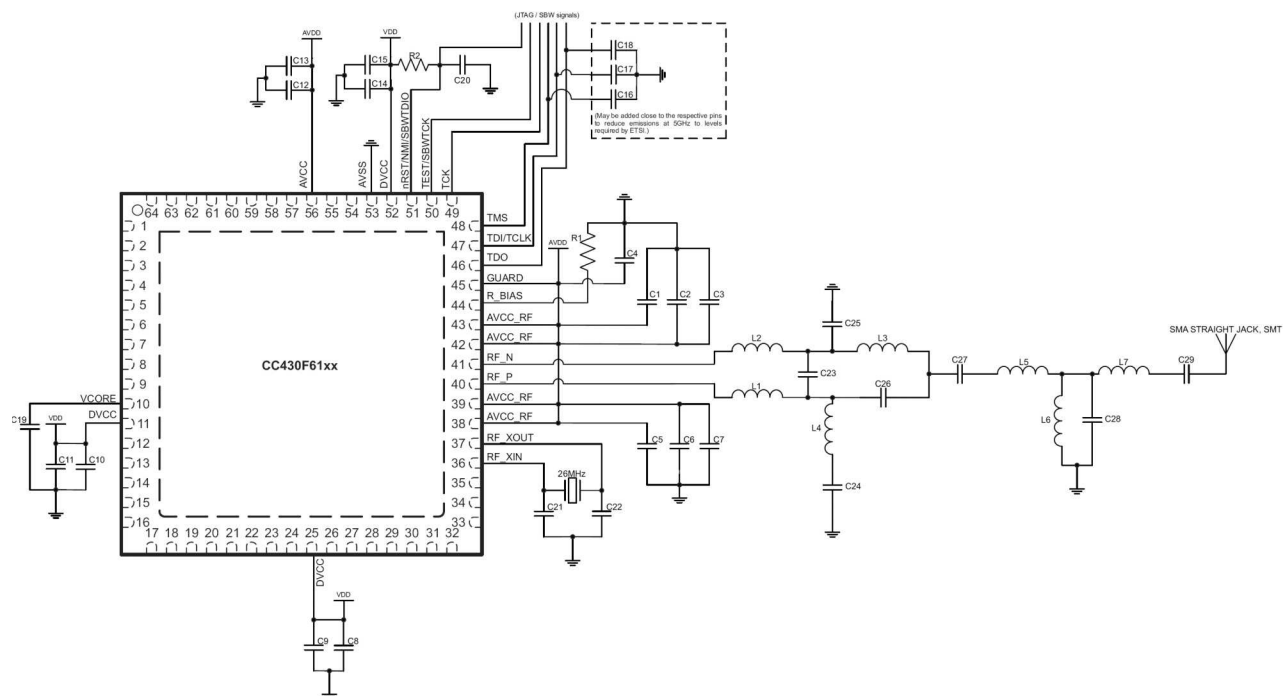 (JTAG / SBW signals)
AVDD
VDD
C13
C12
C15
C14
R2
C20
C18
C17
C16
(May be added close to the respective pins
to reduce emissions at 5GHz to levels
required by ETSI.)
AVCC
AVSS
DVCC
nRST/NMI/SBWTDIO
TEST/SBWTCK
TCK
64 63 62 61 60 59 58 57 56 55 54 53 52 51 50 49
1
2
3
4
5
6
7
8
9
10
11
12
13
14
15
16
VCORE
DVCC
C19
VDD
C11
C10
CC430F61xx
48
47
46
45
44
43
42
41
40
39
38
37
36
35
34
33
TMS
TDI/TCLK
TDO
GUARD
R_BIAS
AVCC_RF
AVCC_RF
RF_N
RF_P
AVCC_RF
AVCC_RF
RF_XOUT
RF_XIN
AVDD
R1
C4
C1
C2
C3
C5
C6
C7
26MHz
C21
C22
L2
C25
L3
C23
L1
C26
L4
C24
C27
L5
L6
C28
L7
C29
SMA STRAIGHT JACK, SMT
17 18 19 20 21 22 23 24 25 26 27 28 29 30 31 32
DVCC
VDD
C9
C8